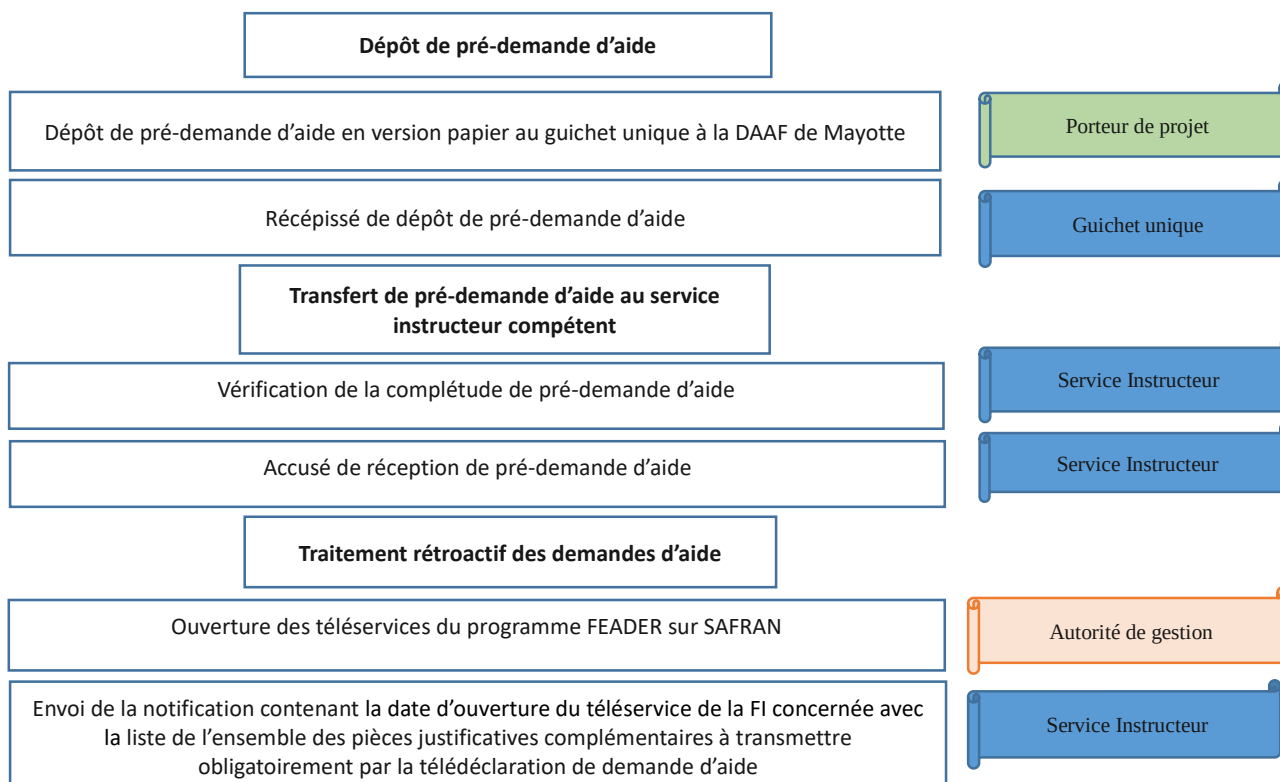 Dépôt de pré-demande d’aide
Dépôt de pré-demande d’aide en version papier au guichet unique à la DAAF de Mayotte
Porteur de projet
Récépissé de dépôt de pré-demande d’aide
Guichet unique
Transfert de pré-demande d’aide au service
instructeur compétent
Vérification de la complétude de pré-demande d’aide
Service Instructeur
Accusé de réception de pré-demande d’aide
Service Instructeur
Traitement rétroactif des demandes d’aide
Ouverture des téléservices du programme FEADER sur SAFRAN
Autorité de gestion
Envoi de la notification contenant la date d’ouverture du téléservice de la FI concernée avec
la liste de l’ensemble des pièces justificatives complémentaires à transmettre
obligatoirement par la télédéclaration de demande d’aide
Service Instructeur